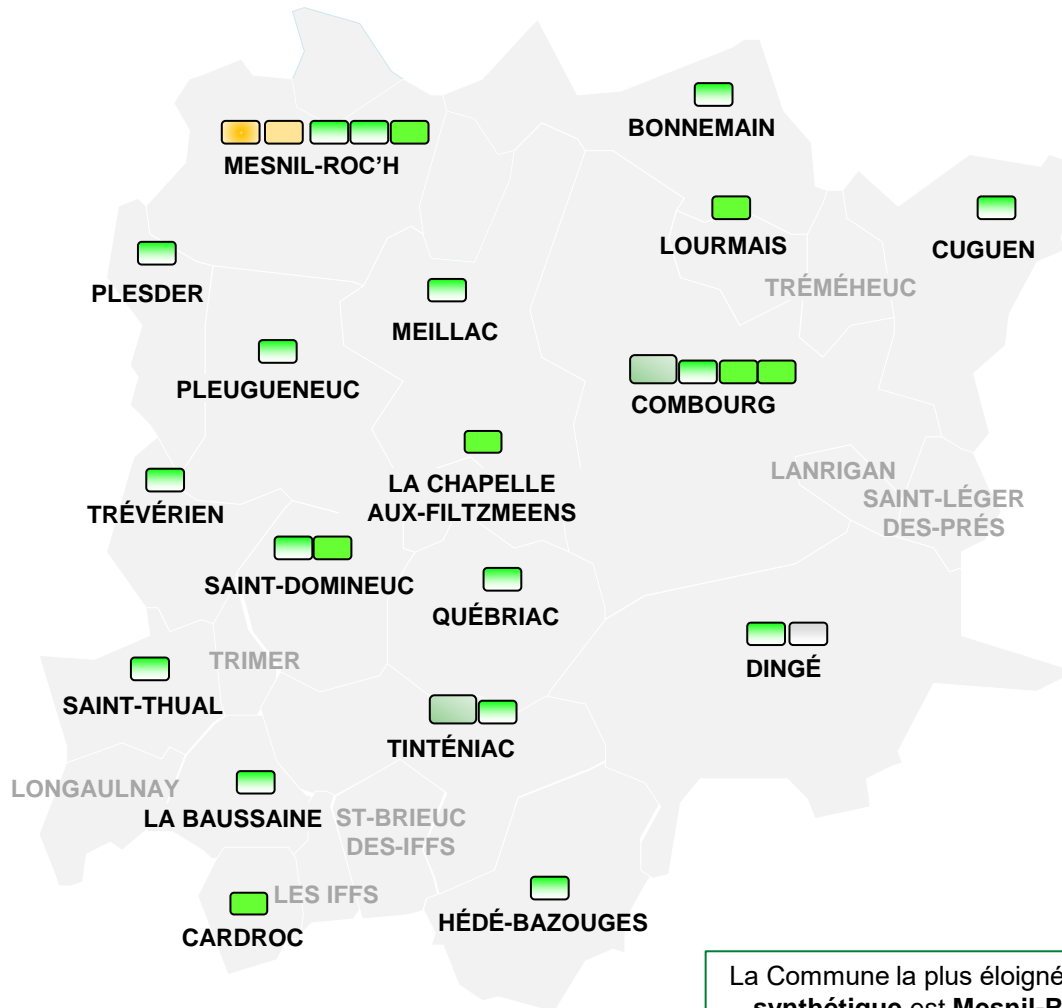 BONNEMAIN
MESNIL-ROC'H
LOURMAIS
CUGUEN
TRÉMÉHEUC
PLESDER
MEILLAC
PLEUGUENEUC
COMBOURG
LANRIGAN
LA CHAPELLE
AUX-FILTZMEENS
SAINT-LÉGER
DES-PRÉS
TRÉVÉRIEN
SAINT-DOMINEUC
QUÉBRIAC
TRIMER
DINGÉ
SAINT-THUAL
TINTÉNIAC
LONGAULNAY
LA BAUSSAINE
ST-BRIEUC
DES-IFFS
LES IFFS
HÉDÉ-BAZOUGES
CARDROC
La Commune la plus éloigné
synthétique est Mesnil-R